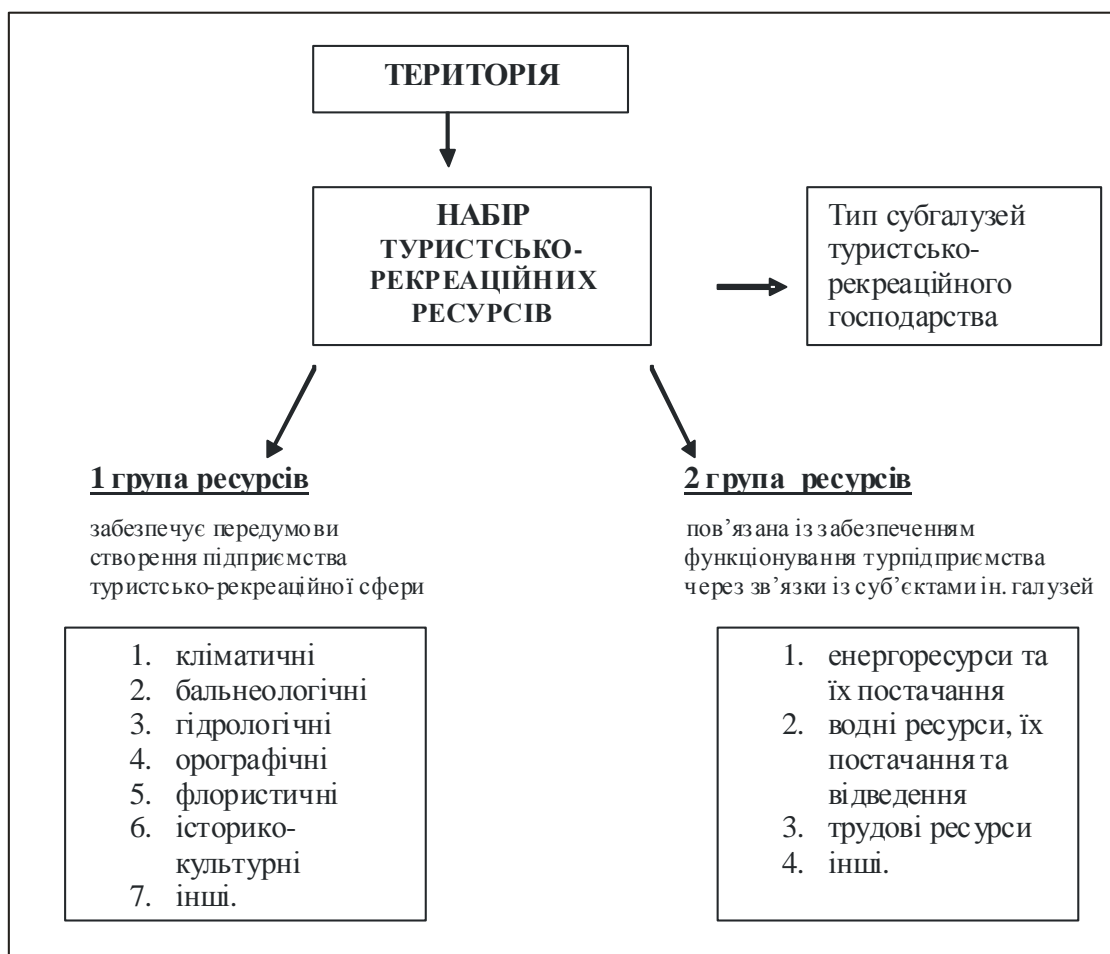 ТЕРИТОРІЯ
НАБІР
ТУРИСТСЬКО-
РЕКРЕАЦІЙНИХ
РЕСУРСІВ
Тип субгалузей
туристсько-
рекреаційного
господарства
1 група ресурсів
забезпечує передумови
створення підприємства
туристсько-рекреаційної сфери
1. кліматичні
2. бальнеологічні
3. гідрологічні
4. орографічні
5. флористичні
6. історико-
культурні
7. інші.
2 група ресурсів
пов’язана із забезпеченням
функціонування турпідприємства
через зв’язки із суб’єктами ін. галузей
1. енергоресурси та
їх постачання
2. водні ресурси, їх
постачання та
відведення
3. трудові ресурси
4. інші.